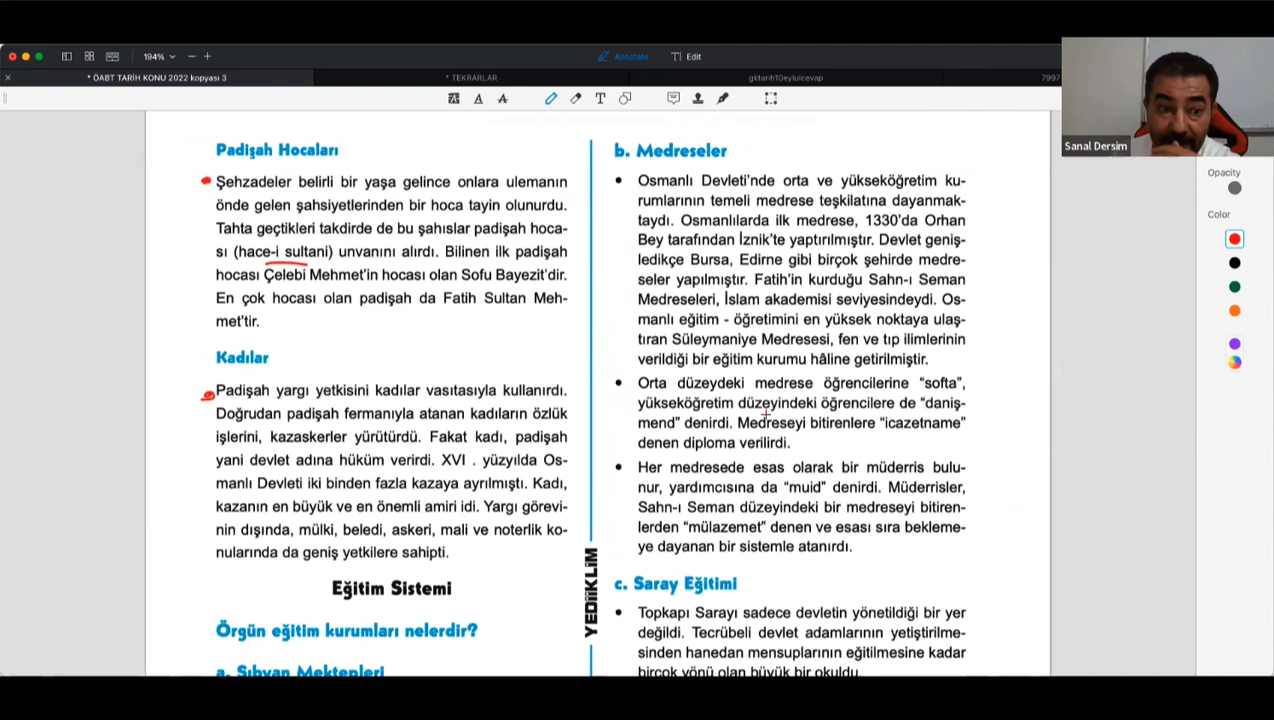 194%
Annotate
Edit
* ÖABT TARİH KONU 2022 kopyası 3
* TEKRARLAR
gktarih10eylulcevap
7997
Sanal Dersim
Opacity
Color
Padişah Hocaları
Şehzadeler belirli bir yaşa gelince onlara ulemanın
önde gelen şahsiyetlerinden bir hoca tayin olunurdu.
Tahta geçtikleri takdirde de bu şahıslar padişah hoca-
sı (hace-i sultani) unvanını alırdı. Bilinen ilk padişah
hocası Çelebi Mehmet'in hocası olan Sofu Bayezit'dir.
En çok hocası olan padişah da Fatih Sultan Meh-
met'tir.
Kadılar
Padişah yargı yetkisini kadılar vasıtasıyla kullanırdı.
Doğrudan padişah fermanıyla atanan kadıların özlük
işlerini, kazaskerler yürütürdü. Fakat kadı, padişah
yani devlet adına hüküm verirdi. XVI . yüzyılda Os-
manlı Devleti iki binden fazla kazaya ayrılmıştı. Kadı,
kazanın en büyük ve en önemli amiri idi. Yargı görevi-
nin dışında, mülki, beledi, askeri, mali ve noterlik ko-
nularında da geniş yetkilere sahipti.
Eğitim Sistemi
Örgün eğitim kurumları nelerdir?
a. Sıbyan Mektepleri
YEDİİKLİM
b. Medreseler
• Osmanlı Devleti'nde orta ve yükseköğretim ku-
rumlarının temeli medrese teşkilatına dayanmak-
taydı. Osmanlılarda ilk medrese, 1330'da Orhan
Bey tarafından İznik'te yaptırılmıştır. Devlet geniş-
ledikçe Bursa, Edirne gibi birçok şehirde medre-
seler yapılmıştır. Fatih'in kurduğu Sahn-ı Seman
Medreseleri, İslam akademisi seviyesindeydi. Os-
manlı eğitim - öğretimini en yüksek noktaya ulaş-
tıran Süleymaniye Medresesi, fen ve tıp ilimlerinin
verildiği bir eğitim kurumu hâline getirilmiştir.
• Orta düzeydeki medrese öğrencilerine “softa”,
yükseköğretim düzeyindeki öğrencilere de “daniş-
mend” denirdi. Medreseyi bitirenlere “icazetname”
denen diploma verilirdi.
• Her medresede esas olarak bir müderris bulu-
nur, yardımcısına da “muid” denirdi. Müderrisler,
Sahn-ı Seman düzeyindeki bir medreseyi bitiren-
lerden “mülazemet” denen ve esası sıra bekleme-
ye dayanan bir sistemle atanırdı.
c. Saray Eğitimi
• Topkapı Sarayı sadece devletin yönetildiği bir yer
değildi. Tecrübeli devlet adamlarının yetiştirilme-
sinden hanedan mensuplarının eğitilmesine kadar
birçok yönü olan büyük bir okuldu.